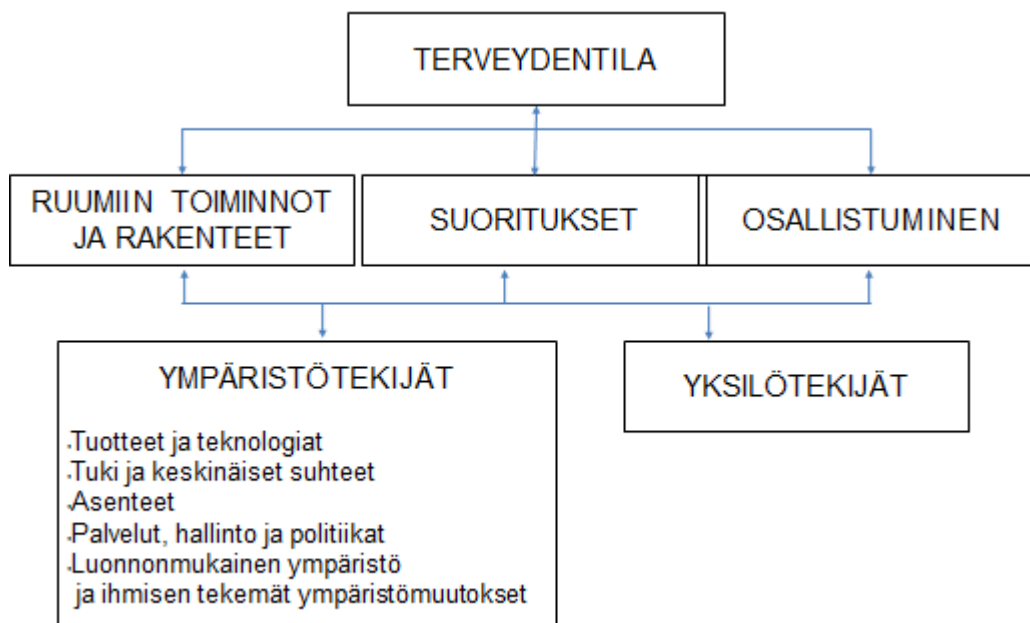 TERVEYDENTILA
RUUMIIN TOIMINNOT
JA RAKENTEET
SUORITUKSET
OSALLISTUMINEN
YMPÄRISTÖTEKIJÄT
Tuotteet ja teknologiat
Tuki ja keskinäiset suhteet
Asenteet
Palvelut, hallinto ja politiikat
Luonnonmukainen ympäristö
ja ihmisen tekemät ympäristömuutokset
YKSILÖTEKIJÄT